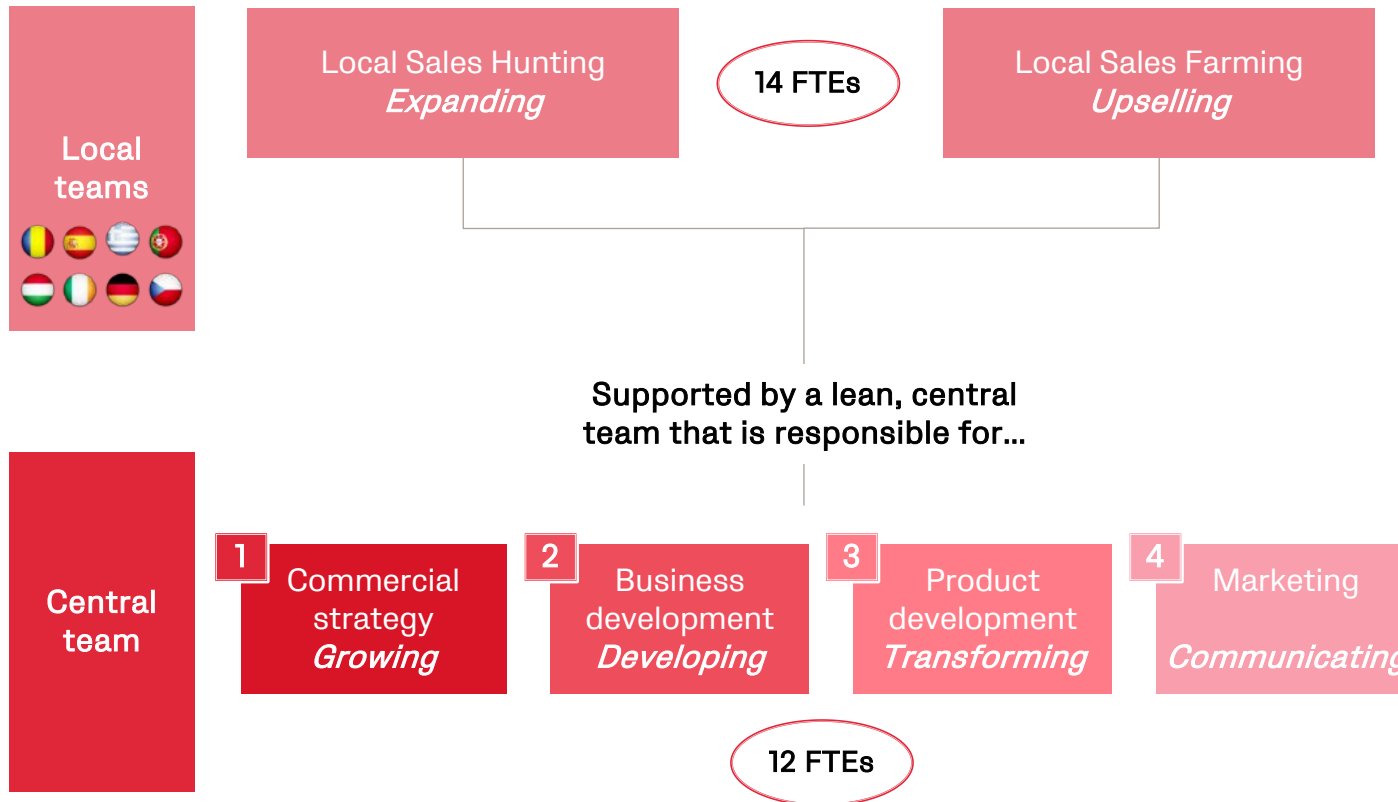 Local
teams
Local Sales Hunting
Expanding
14 FTEs
Local Sales Farming
Upselling
Supported by a lean, central
team that is responsible for...
Central
team
1
Commercial
strategy
Growing
2
Business
development
Developing
3
Product
development
Transforming
4
Marketing
Communicating
12 FTEs